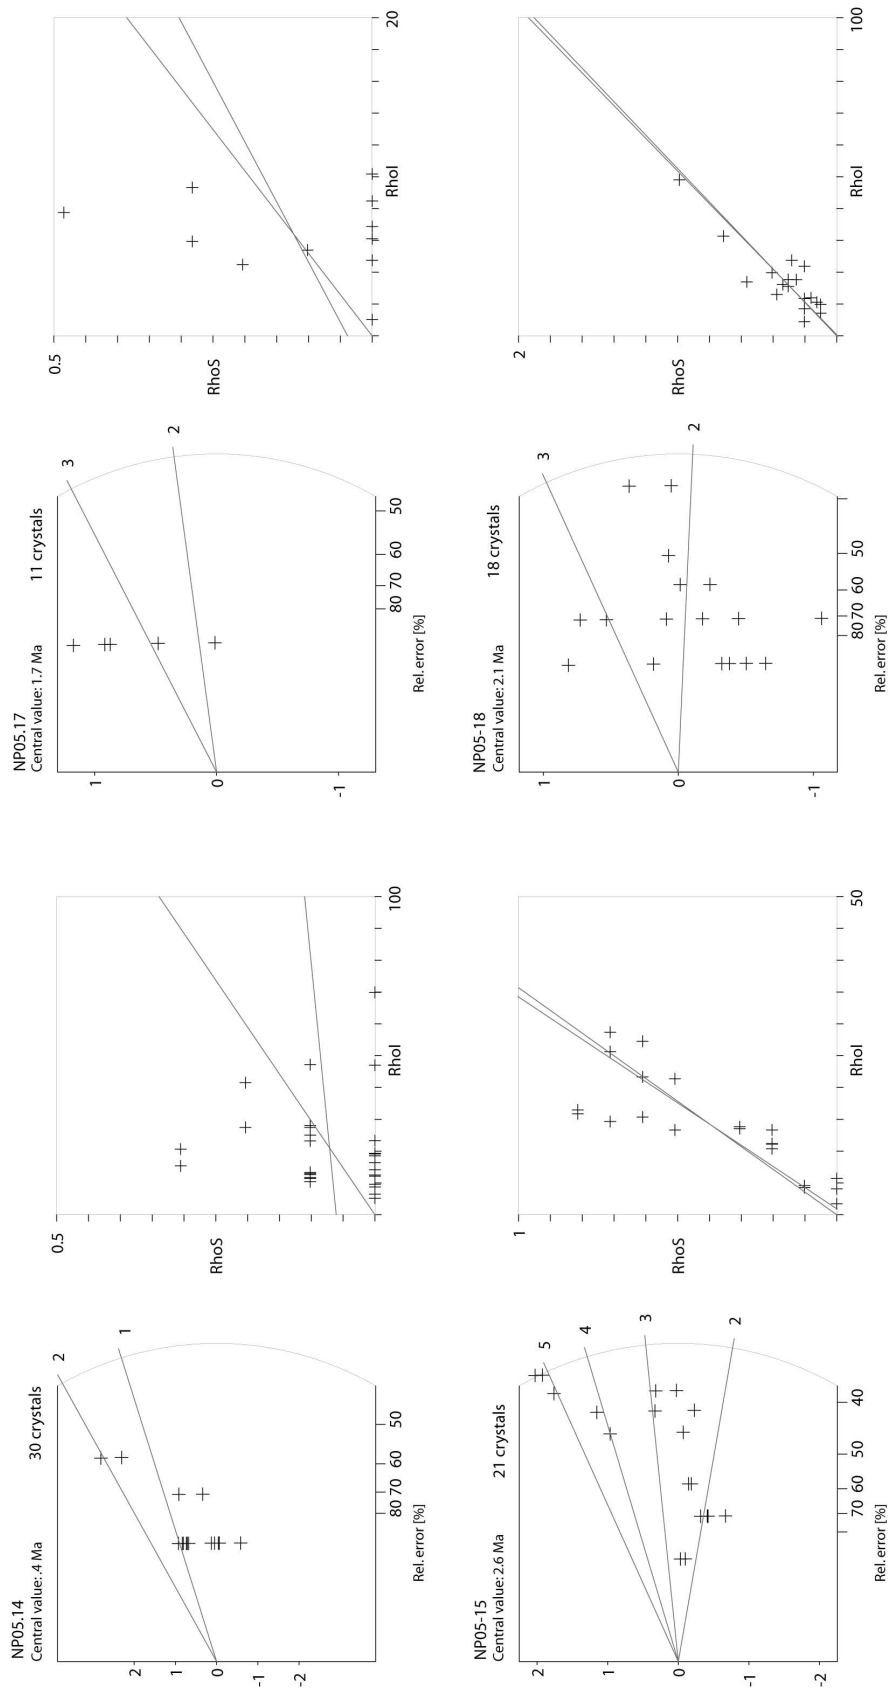 NP05.14
Central value: .4 Ma
30 crystals
2
1
2
1
0
-1
-2
80
70
60
50
Rel. error [%]
0.5
RhoS
100
RhoI
NP05.17
Central value: 1.7 Ma
11 crystals
3
2
1
0
-1
80
70
60
50
Rel. error [%]
0.5
RhoS
20
RhoI
NP05-15
Central value: 2.6 Ma
21 crystals
5
4
3
2
2
1
0
-1
-2
70
60
50
40
Rel. error [%]
1
RhoS
50
RhoI
NP05-18
Central value: 2.1 Ma
18 crystals
3
2
1
0
-1
80
70
60
50
Rel. error [%]
2
RhoS
100
RhoI